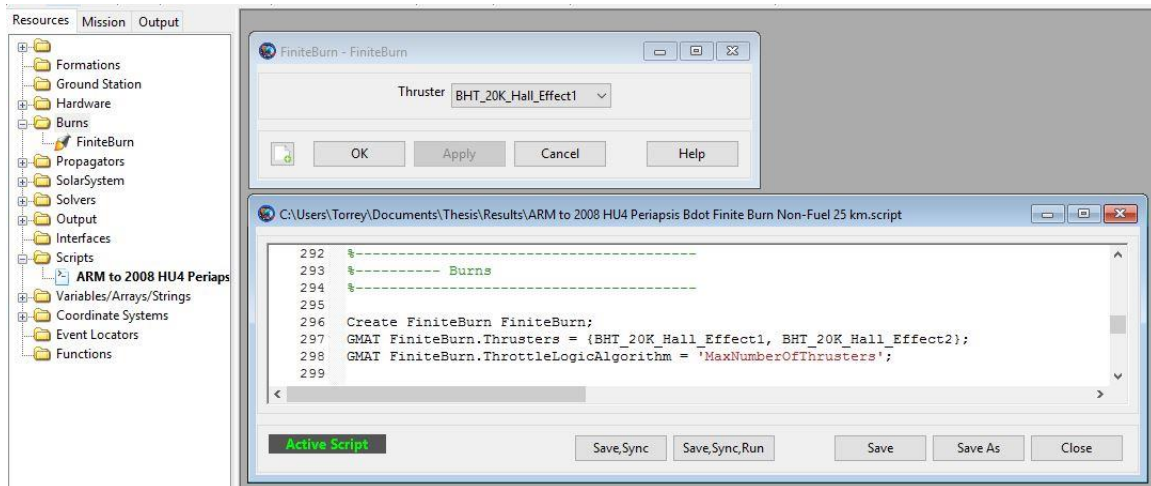 Resources Mission Output
Formations
Ground Station
Hardware
Burns
FiniteBurn
Propagators
SolarSystem
Solvers
Output
Interfaces
Scripts
ARM to 2008 HU4 Periaps
Variables/Arrays/Strings
Coordinate Systems
Event Locators
Functions
FiniteBurn - FiniteBurn
Thruster BHT_20K_Hall_Effect1
OK Apply Cancel Help
C:\Users\Torrey\Documents\Thesis\Results\ARM to 2008 HU4 Periapsis Bdot Finite Burn Non-Fuel 25 km.script
292 %----------------------------------------
293 %---------- Burns
294 %----------------------------------------
295
296 Create FiniteBurn FiniteBurn;
297 GMAT FiniteBurn.Thrusters = {BHT_20K_Hall_Effect1, BHT_20K_Hall_Effect2};
298 GMAT FiniteBurn.ThrottleLogicAlgorithm = 'MaxNumberOfThrusters';
299
Active Script Save,Sync Save,Sync,Run Save Save As Close